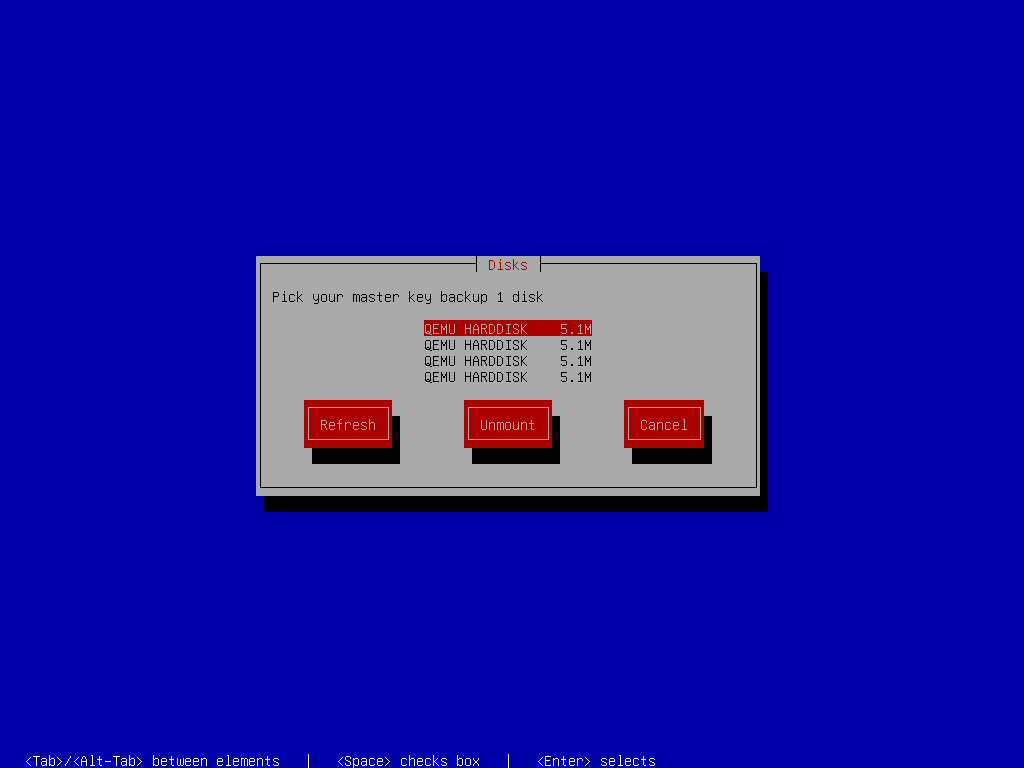 Disks
Pick your master key backup 1 disk
QEMU HARDDISK    5.1M
QEMU HARDDISK    5.1M
QEMU HARDDISK    5.1M
QEMU HARDDISK    5.1M
Refresh Unmount Cancel
<Tab>/<Alt-Tab> between elements   |   <Space> checks box   |   <Enter> selects